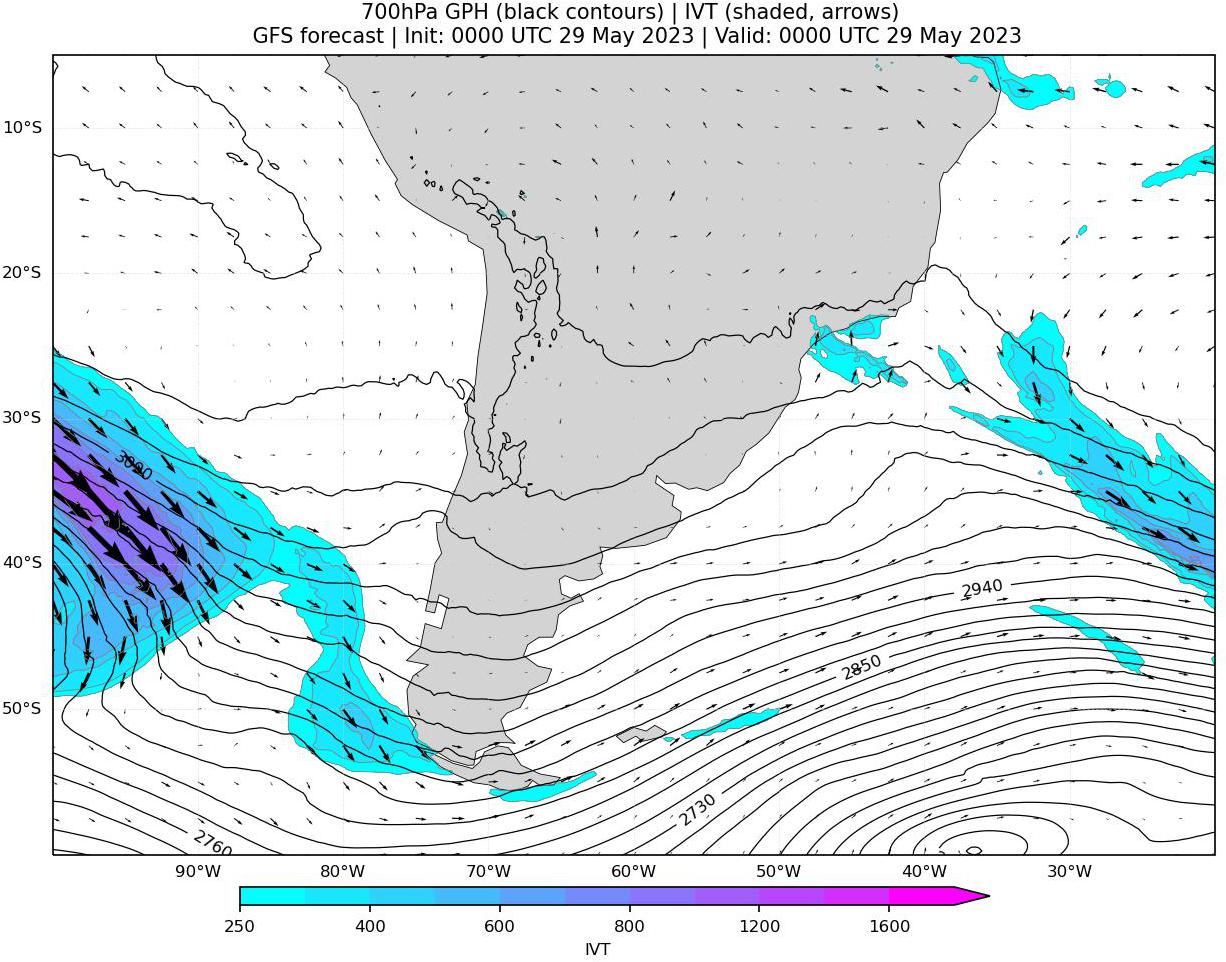 700hPa GPH (black contours) | IVT (shaded, arrows)
GFS forecast | Init: 0000 UTC 29 May 2023 | Valid: 0000 UTC 29 May 2023
10°S
20°S
30°S
3090
40°S
2940
2850
50°S
2730
2760
90°W 80°W 70°W 60°W 50°W 40°W 30°W
250 400 600 800 1200 1600
IVT